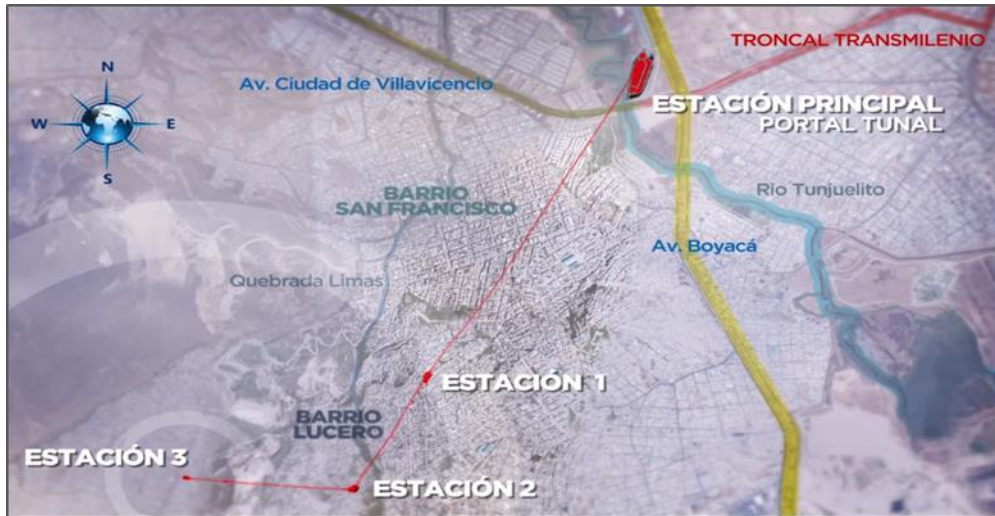 TRONCAL TRANSMILENIO
N
Av. Ciudad de Villavicencio
ESTACIÓN PRINCIPAL
PORTAL TUNAL
W
E
S
BARRIO
SAN FRANCISCO
Rio Tunjuelito
Av. Boyacá
Quebrada Limas
ESTACIÓN 1
BARRIO
LUCERO
ESTACIÓN 3
ESTACIÓN 2